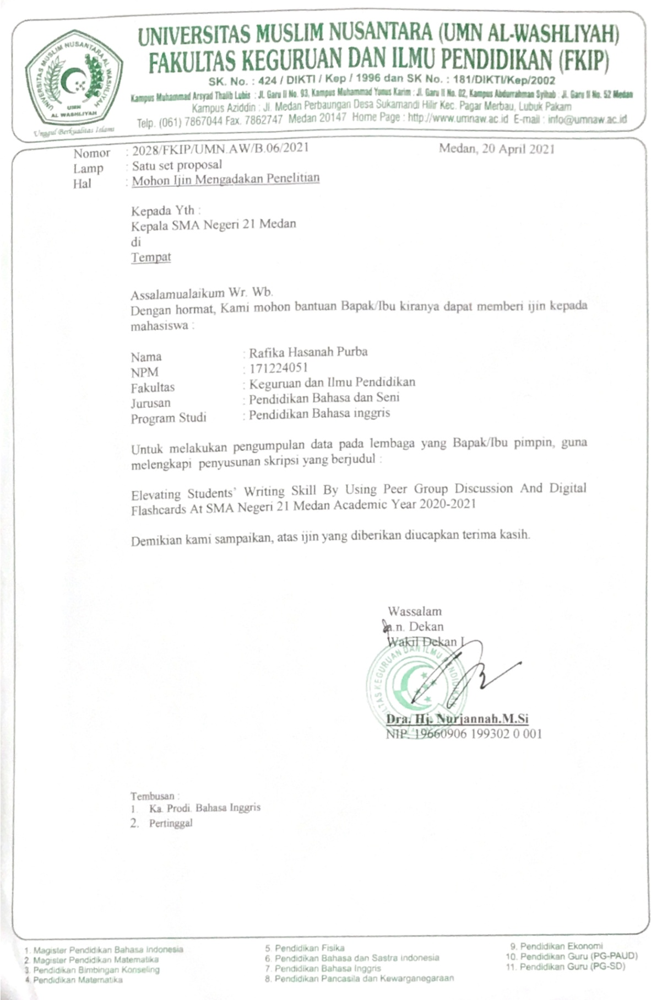 UNIVERSITAS MUSLIM NUSANTARA AL WASHLIYAH
UMN
AL WASHLIYAH
Unggul Berkualitas Islami
UNIVERSITAS MUSLIM NUSANTARA (UMN AL-WASHLIYAH)
FAKULTAS KEGURUAN DAN ILMU PENDIDIKAN (FKIP)
SK. No. : 424 / DIKTI / Kep / 1996 dan SK No. : 181/DIKTI/Kep/2002
Kampus Muhammad Arsyad Thalib Lubis : Jl. Garu II No. 93, Kampus Muhammad Yunus Karim : Jl. Garu II No. 02, Kampus Abdurrahman Syihab : Jl. Garu II No. 52 Medan
Kampus Aziddin : Jl. Medan Perbaungan Desa Sukamandi Hilir Kec. Pagar Merbau, Lubuk Pakam
Telp. (061) 7867044 Fax. 7862747 Medan 20147 Home Page : http://www.umnaw.ac.id E-mail : info@umnaw.ac.id
Nomor : 2028/FKIP/UMN.AW/B.06/2021 Medan, 20 April 2021
Lamp : Satu set proposal
Hal : Mohon Ijin Mengadakan Penelitian
Kepada Yth :
Kepala SMA Negeri 21 Medan
di
Tempat
Assalamualaikum Wr. Wb.
Dengan hormat, Kami mohon bantuan Bapak/Ibu kiranya dapat memberi ijin kepada
mahasiswa :
Nama : Rafika Hasanah Purba
NPM : 171224051
Fakultas : Keguruan dan Ilmu Pendidikan
Jurusan : Pendidikan Bahasa dan Seni
Program Studi : Pendidikan Bahasa inggris
Untuk melakukan pengumpulan data pada lembaga yang Bapak/Ibu pimpin, guna
melengkapi penyusunan skripsi yang berjudul :
Elevating Students' Writing Skill By Using Peer Group Discussion And Digital
Flashcards At SMA Negeri 21 Medan Academic Year 2020-2021
Demikian kami sampaikan, atas ijin yang diberikan diucapkan terima kasih.
Wassalam
a.n. Dekan
Wakil Dekan I
KEGURUAN DAN ILMU PENDIDIKAN
Dra. Hj. Nurjannah.M.Si
NIP. 19660906 199302 0 001
Tembusan :
1. Ka. Prodi. Bahasa Inggris
2. Pertinggal
1. Magister Pendidikan Bahasa Indonesia
2. Magister Pendidikan Matematika
3. Pendidikan Bimbingan Konseling
4. Pendidikan Matematika
5. Pendidikan Fisika
6. Pendidikan Bahasa dan Sastra Indonesia
7. Pendidikan Bahasa Inggris
8. Pendidikan Pancasila dan Kewarganegaraan
9. Pendidikan Ekonomi
10. Pendidikan Guru (PG-PAUD)
11. Pendidikan Guru (PG-SD)